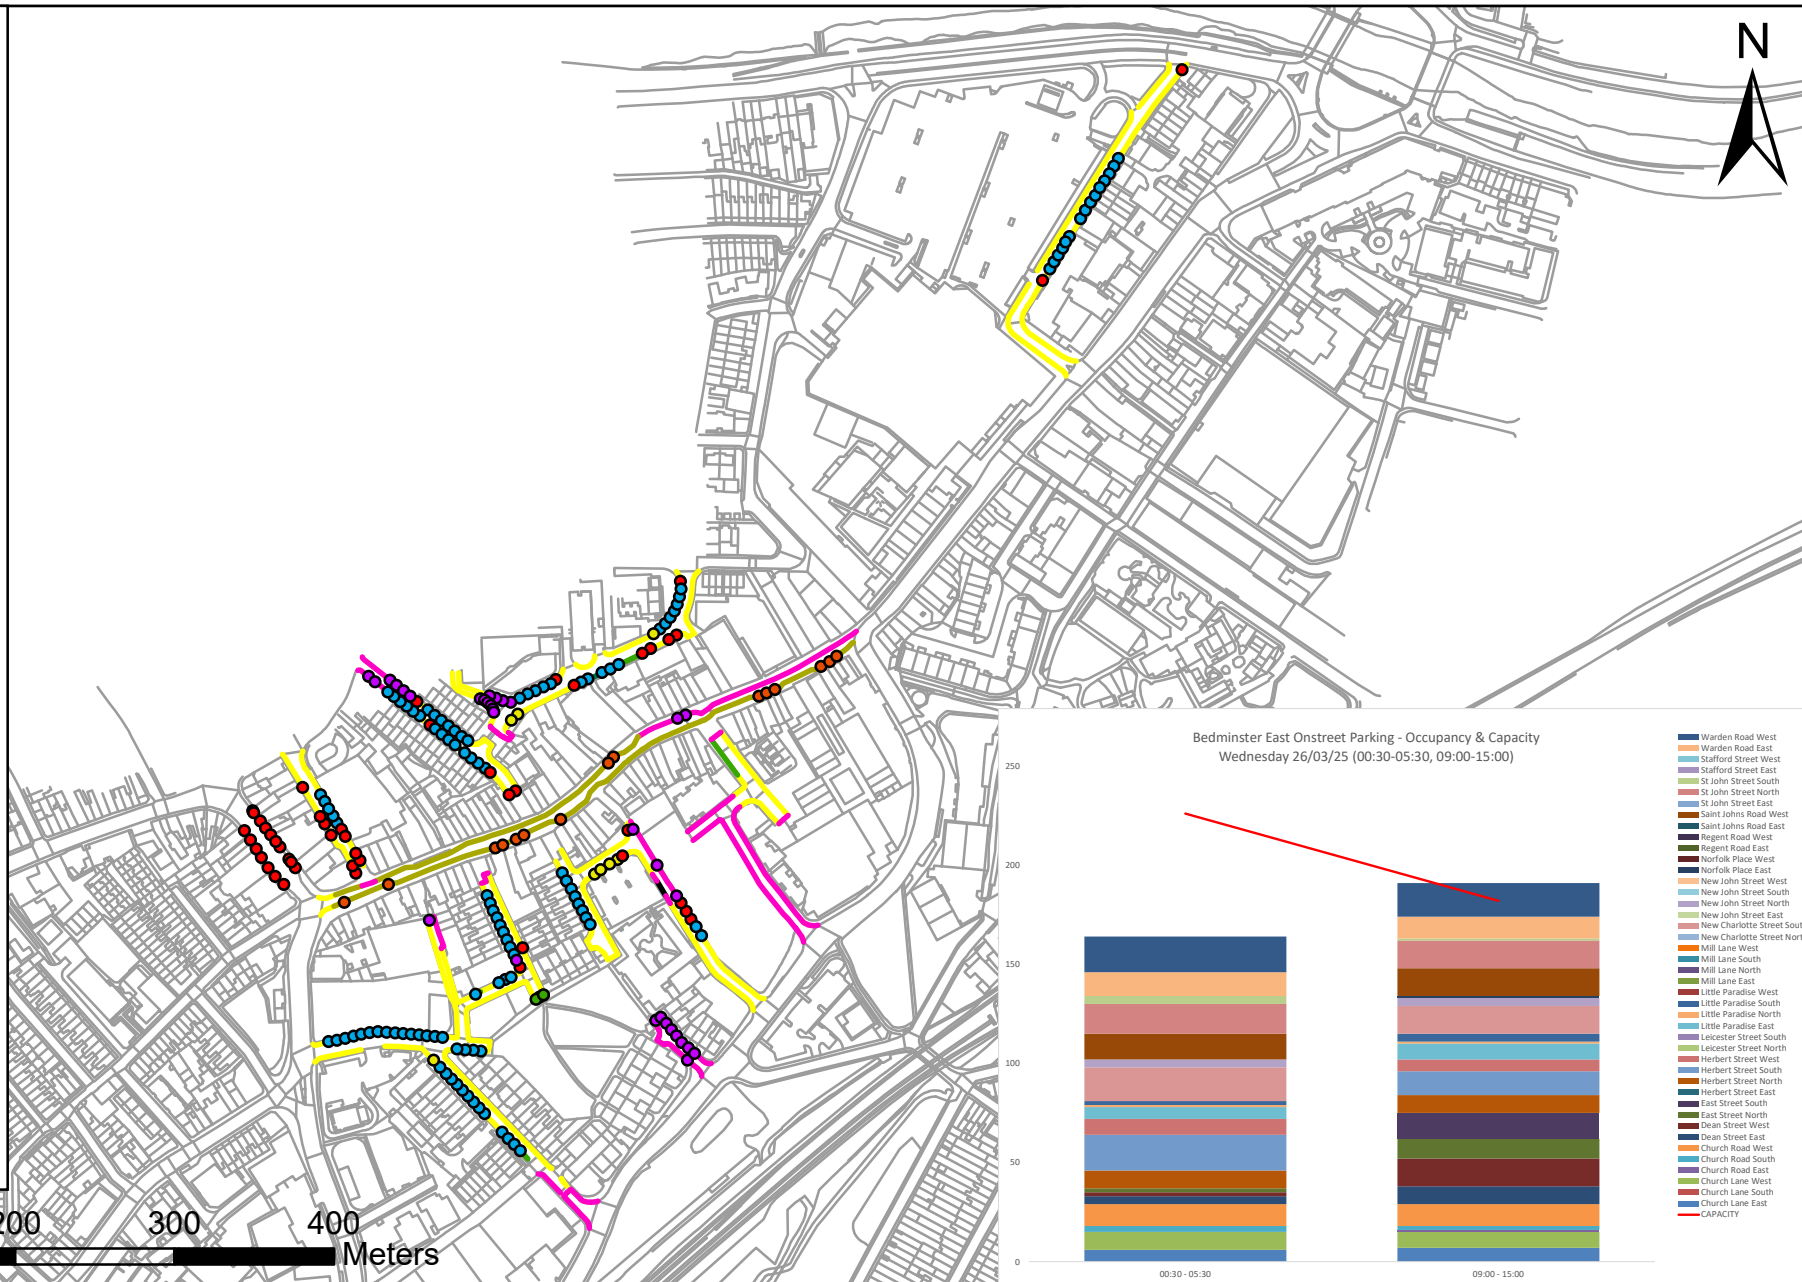 N
Bedminster East Onstreet Parking - Occupancy & Capacity
Wednesday 26/03/25 (00:30-05:30, 09:00-15:00)
250
200
150
100
50
0
00:30 - 05:30
09:00 - 15:00
Warden Road West
Warden Road East
Stafford Street West
Stafford Street East
St John Street South
St John Street North
St John Street East
Saint Johns Road West
Saint Johns Road East
Regent Road West
Regent Road East
Norfolk Place West
Norfolk Place East
New John Street West
New John Street South
New John Street North
New John Street East
New Charlotte Street Sout
New Charlotte Street Nort
Mill Lane West
Mill Lane South
Mill Lane North
Mill Lane East
Little Paradise West
Little Paradise South
Little Paradise North
Little Paradise East
Leicester Street South
Leicester Street North
Herbert Street West
Herbert Street South
Herbert Street North
Herbert Street East
East Street South
East Street North
Dean Street West
Dean Street East
Church Road West
Church Road South
Church Road East
Church Lane West
Church Lane South
Church Lane East
CAPACITY
200
300
400
Meters